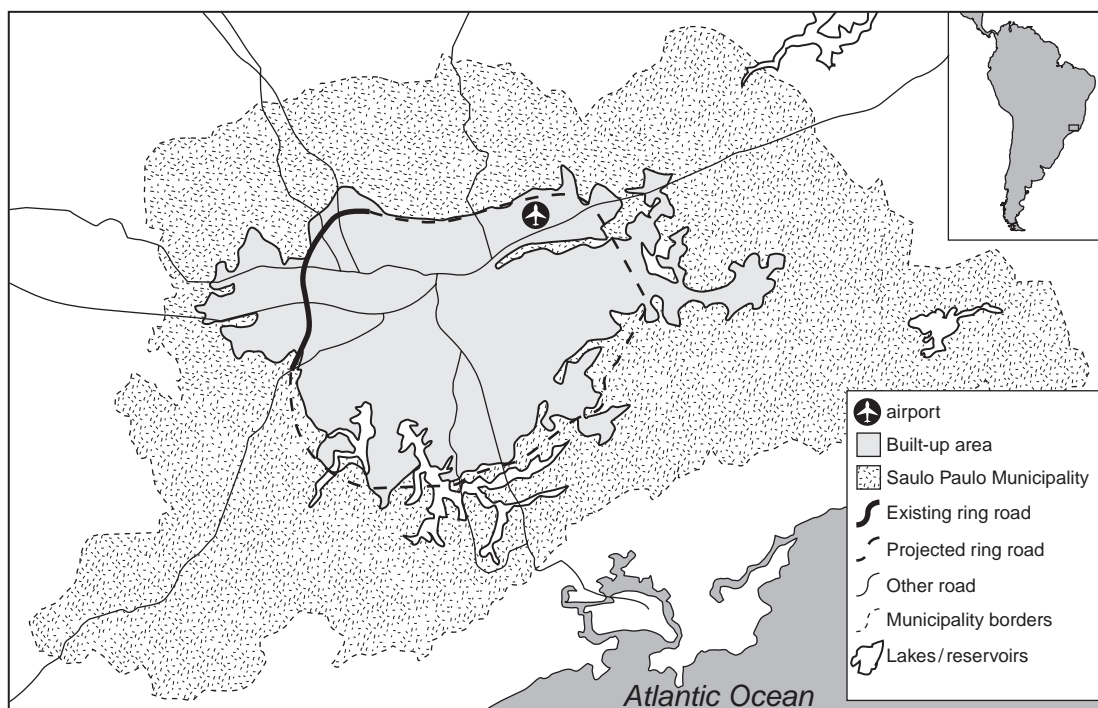 airport
Built-up area
Saulo Paulo Municipality
Existing ring road
Projected ring road
Other road
Municipality borders
Lakes/reservoirs
Atlantic Ocean